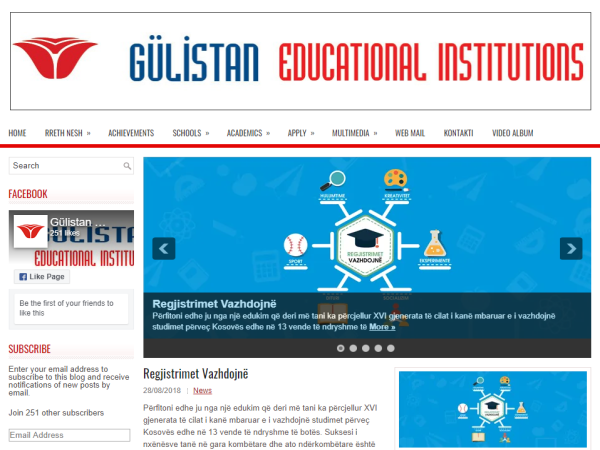 GÜLİSTAN EDUCATIONAL INSTITUTIONS
HOME RRETH NESH » ACHIEVEMENTS SCHOOLS » ACADEMICS » APPLY » MULTIMEDIA » WEB MAIL KONTAKTI VIDEO ALBUM
Search
FACEBOOK
Gülistan ...
251 likes
GÜLİSTA
EDUCATIONAL INSTITU
Like Page
Be the first of your friends to
like this
SUBSCRIBE
Enter your email address to
subscribe to this blog and receive
notifications of new posts by
email.
Join 251 other subscribers
Email Address
HULUMTIME
KREATIVITET
REGJISTRIMET
VAZHDOJNË
SPORT
EKSPERIMENTE
Regjistrimet Vazhdojnë
Përfitoni edhe ju nga një edukim që deri më tani ka përcjellur XVI gjenerata të cilat i kanë mbaruar e i vazhdojnë
studimet përveç Kosovës edhe në 13 vende të ndryshme të More »
Regjistrimet Vazhdojnë
28/08/2018 | News
Përfitoni edhe ju nga një edukim që deri më tani ka përcjellur XVI
gjenerata të cilat i kanë mbaruar e i vazhdojnë studimet përveç
Kosovës edhe në 13 vende të ndryshme të botës. Suksesi i
nxënësve tanë në gara kombëtare dhe ato ndërkombëtare është